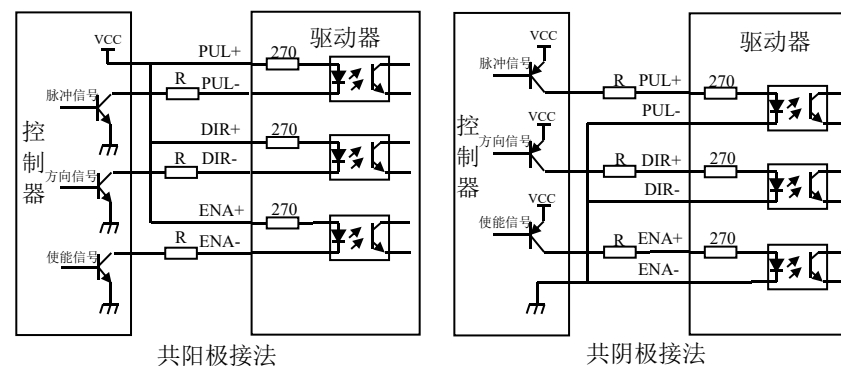 VCC
PUL+
270
驱动器
脉冲信号
R
PUL-
控制器
DIR+
270
方向信号
R
DIR-
ENA+
270
使能信号
R
ENA-
共阳极接法
VCC
驱动器
脉冲信号
R
PUL+
270
PUL-
VCC
控制器
方向信号
R
DIR+
270
DIR-
VCC
使能信号
R
ENA+
270
ENA-
共阴极接法